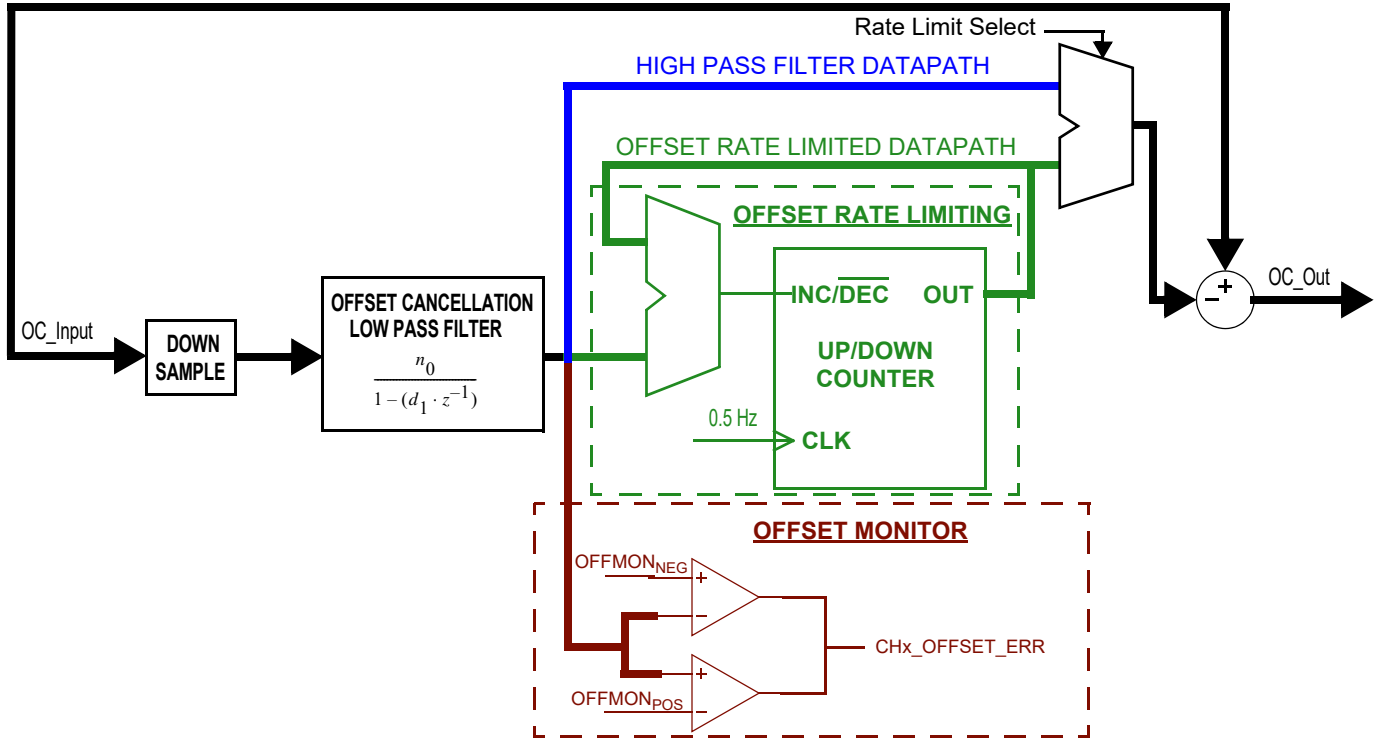 Rate Limit Select
HIGH PASS FILTER DATAPATH
OFFSET RATE LIMITED DATAPATH
OFFSET RATE LIMITING
OC_Input
DOWN
SAMPLE
OFFSET CANCELLATION
LOW PASS FILTER
n0
1 – (d1 · z–1)
INC/DEC OUT
UP/DOWN
COUNTER
0.5 Hz
CLK
–
+
OC_Out
OFFSET MONITOR
OFFMONNEG
+
–
CHx_OFFSET_ERR
+
OFFMONPOS
–